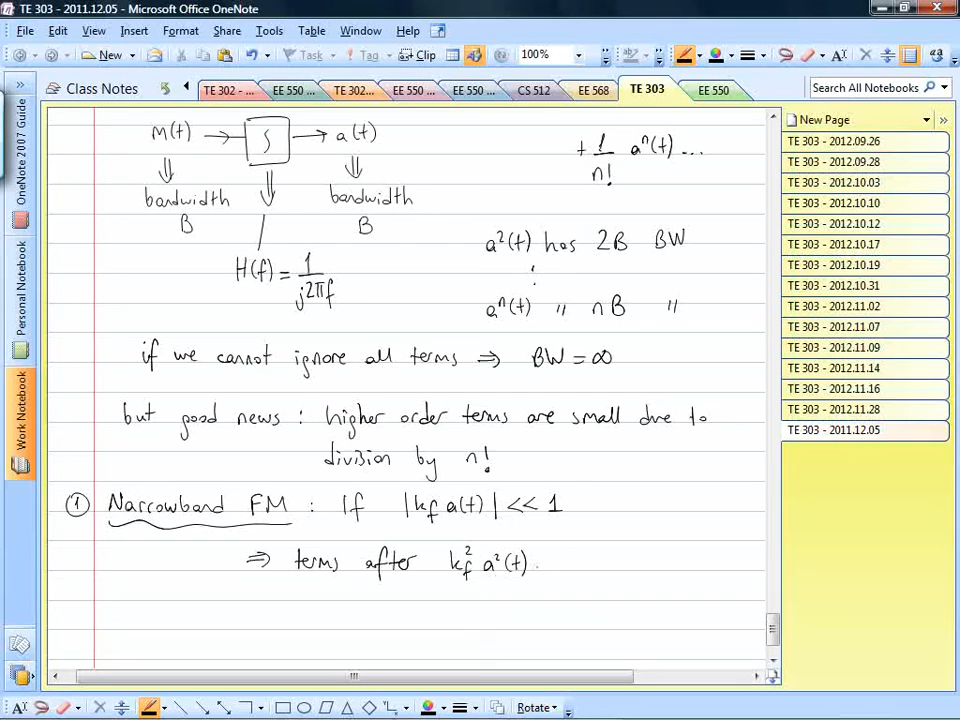 TE 303 - 2011.12.05 - Microsoft Office OneNote
File Edit View Insert Format Share Tools Table Window Help
New Task Tag Clip 100%
Class Notes TE 302 - ... EE 550 ... TE 302... EE 550 ... EE 550 ... CS 512 EE 568 TE 303 EE 550 Search All Notebooks
OneNote 2007 Guide
Personal Notebook
Work Notebook
m(t) → ∫ → a(t)
bandwidth bandwidth
B B
H(f) = 1/j2πf
+ 1/n! aⁿ(t) ...
a²(t) has 2B BW
⋮
aⁿ(t) " nB "
if we cannot ignore all terms ⇒ BW = ∞
but good news : higher order terms are small due to
division by n!
① Narrowband FM : If |kf a(t)| << 1
⇒ terms after kf² a²(t)
New Page
TE 303 - 2012.09.26
TE 303 - 2012.09.28
TE 303 - 2012.10.03
TE 303 - 2012.10.10
TE 303 - 2012.10.12
TE 303 - 2012.10.17
TE 303 - 2012.10.19
TE 303 - 2012.10.31
TE 303 - 2012.11.02
TE 303 - 2012.11.07
TE 303 - 2012.11.09
TE 303 - 2012.11.14
TE 303 - 2012.11.16
TE 303 - 2012.11.28
TE 303 - 2011.12.05
Rotate